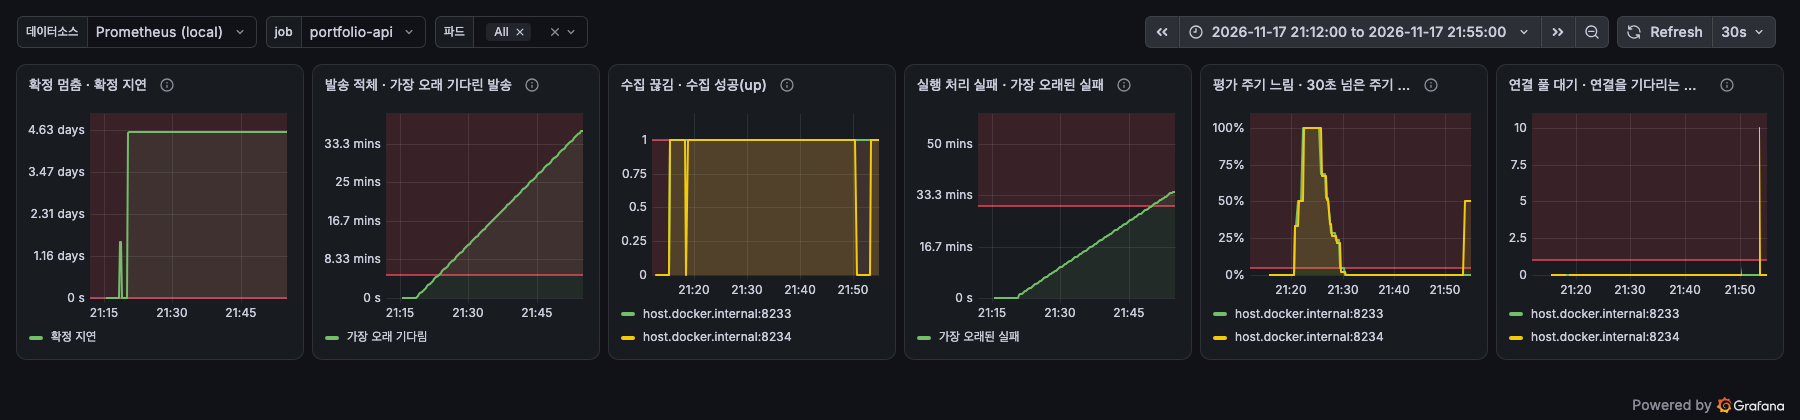 데이터소스 Prometheus (local) job portfolio-api 파드 All 2026-11-17 21:12:00 to 2026-11-17 21:55:00 Refresh 30s
확정 멈춤 · 확정 지연
4.63 days
3.47 days
2.31 days
1.16 days
0 s
21:15 21:30 21:45
확정 지연
발송 적체 · 가장 오래 기다린 발송
33.3 mins
25 mins
16.7 mins
8.33 mins
0 s
21:15 21:30 21:45
가장 오래 기다림
수집 끊김 · 수집 성공(up)
1
0.75
0.5
0.25
0
21:20 21:30 21:40 21:50
host.docker.internal:8233
host.docker.internal:8234
실행 처리 실패 · 가장 오래된 실패
50 mins
33.3 mins
16.7 mins
0 s
21:15 21:30 21:45
가장 오래된 실패
평가 주기 느림 · 30초 넘은 주기 ...
100%
75%
50%
25%
0%
21:20 21:30 21:40 21:50
host.docker.internal:8233
host.docker.internal:8234
연결 풀 대기 · 연결을 기다리는 ...
10
7.5
5
2.5
0
21:20 21:30 21:40 21:50
host.docker.internal:8233
host.docker.internal:8234
Powered by Grafana